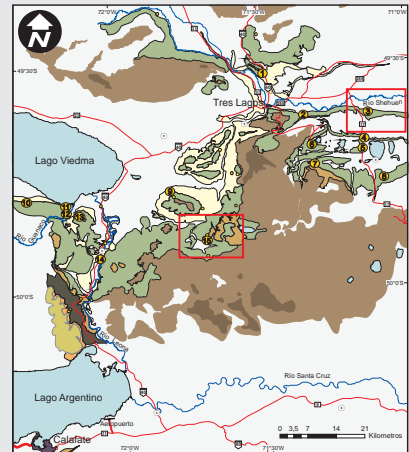 72°0'W
71°30'W
71°0'W
N
49°30'S
49°30'S
1
Tres Lagos
Río Shehuen
2
3
4
5
6
7
8
Lago Viedma
9
10
11
12
13
15
14
50°0'S
50°0'S
Río Leona
Río Santa Cruz
Lago Argentino
Aeropuerto
Calafate
0 3,5 7 14 21
Kilometros
72°0'W
71°30'W